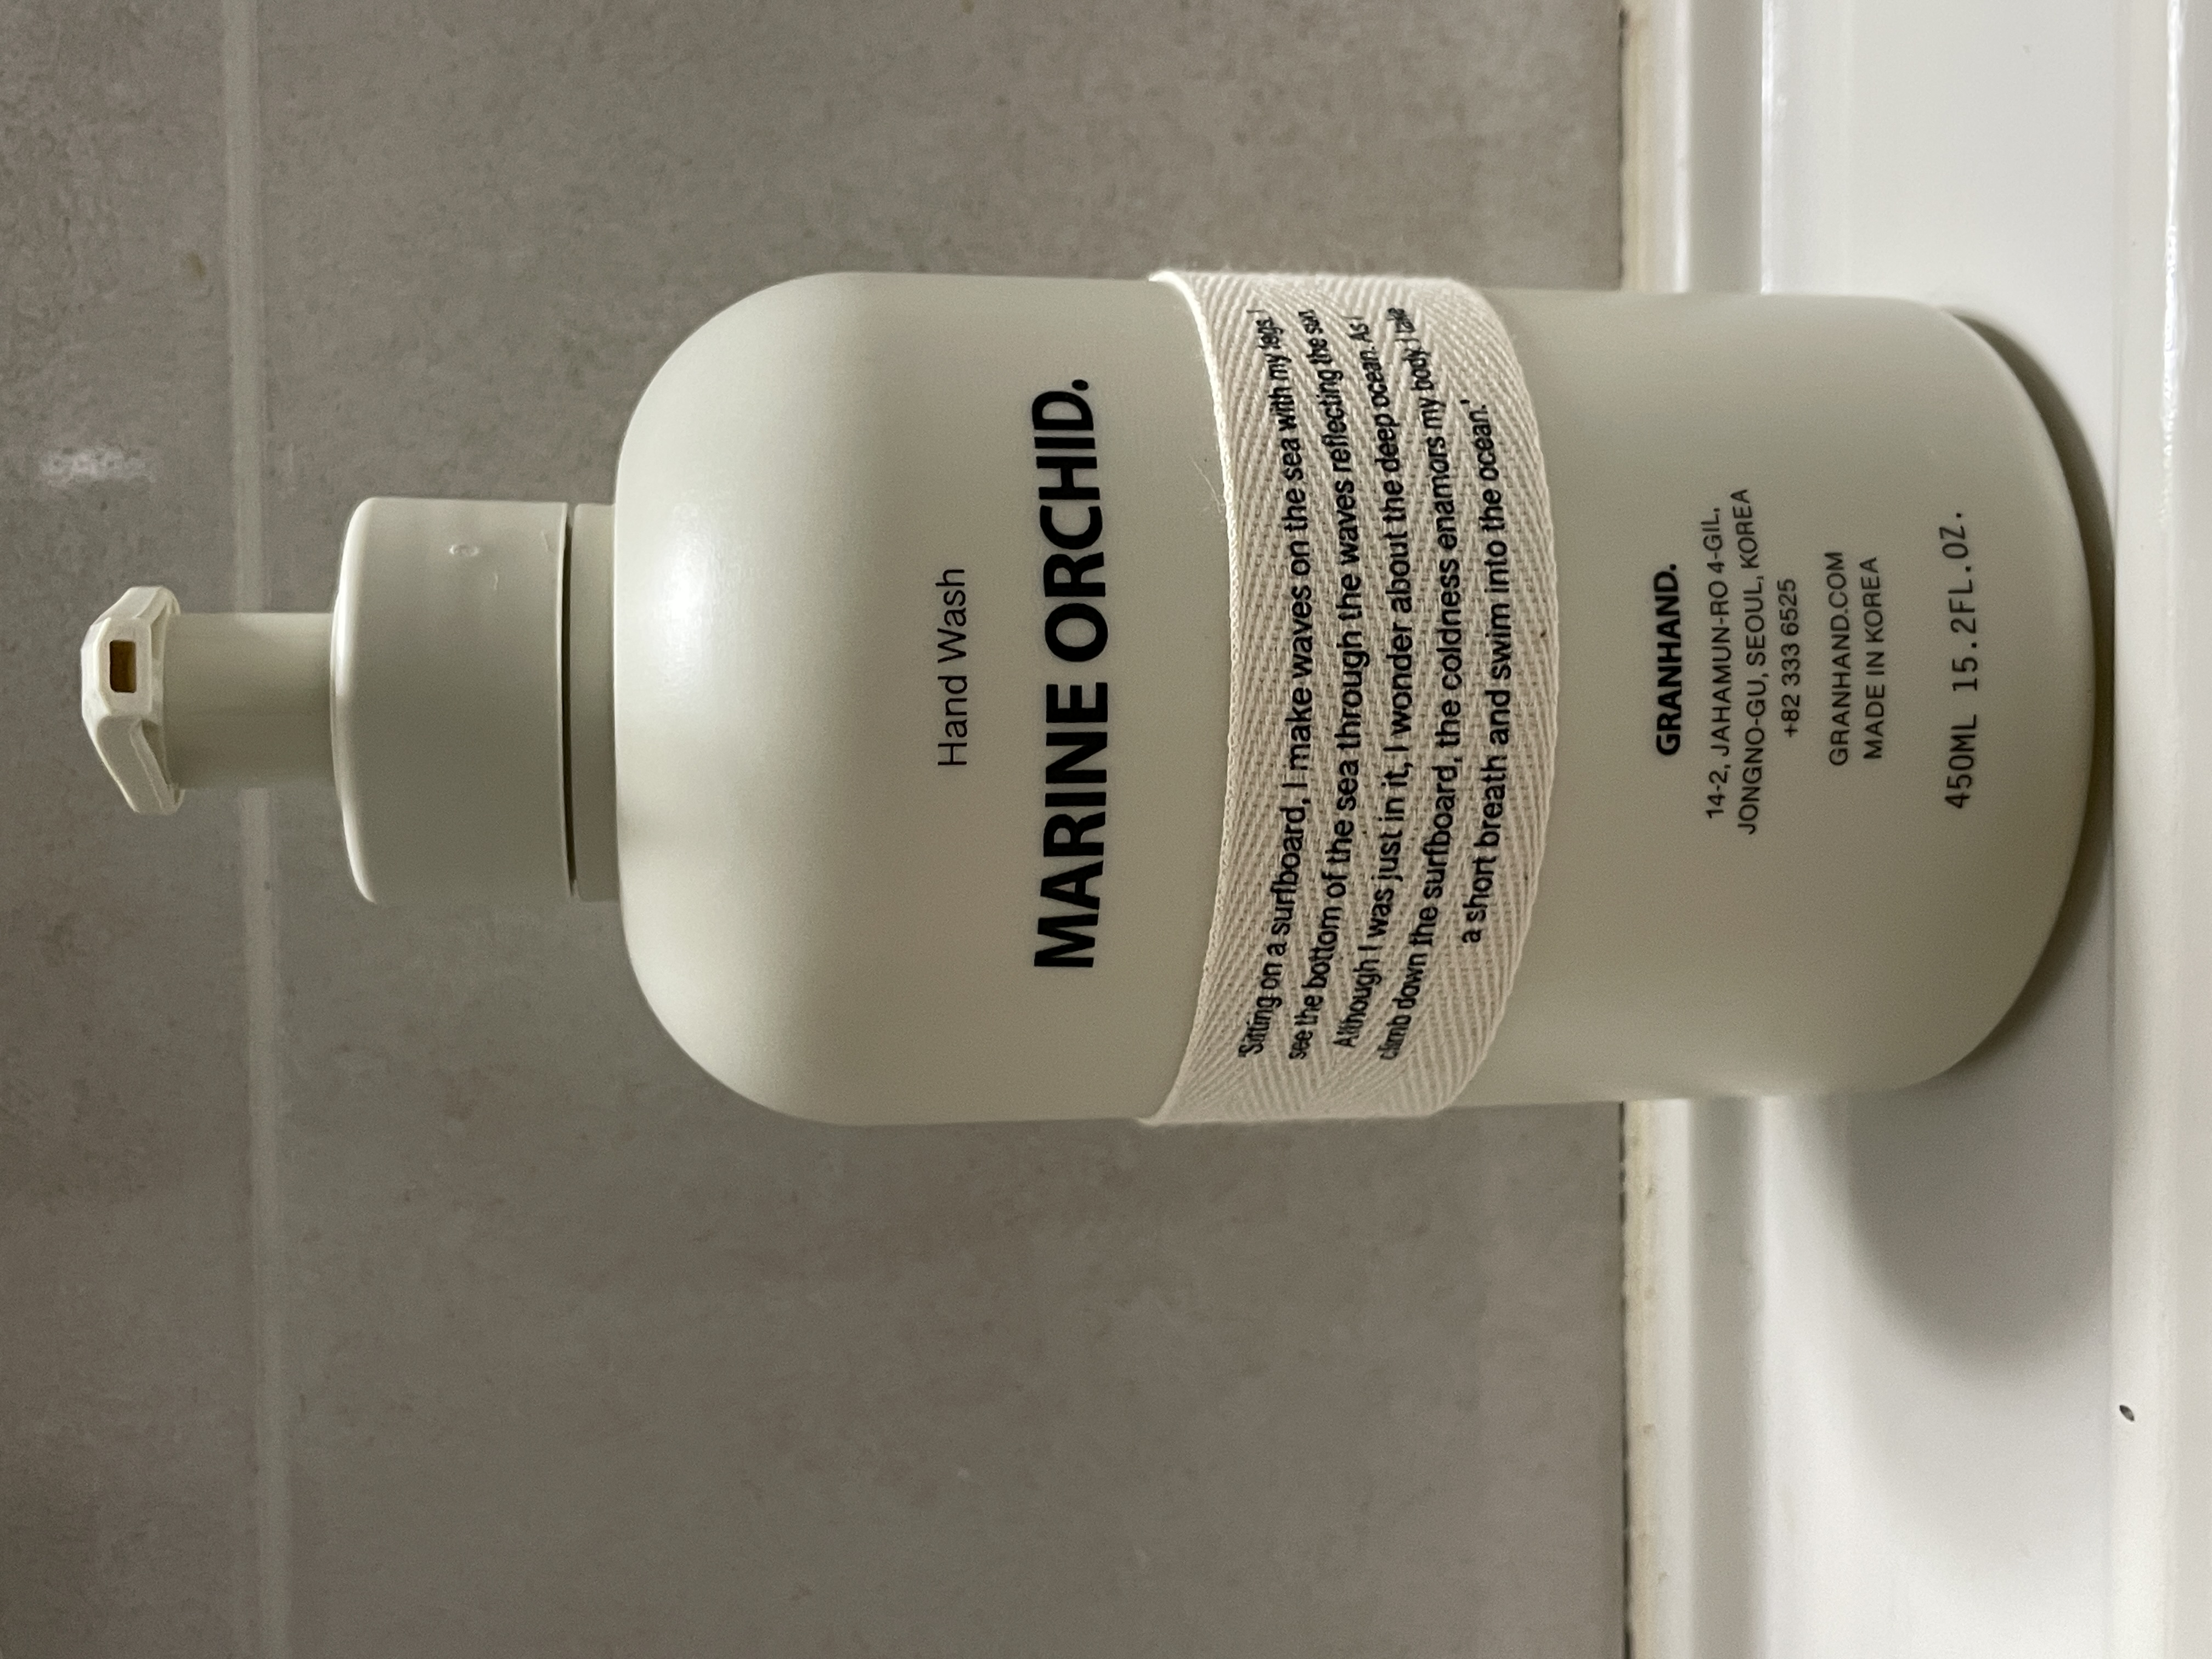 Hand Wash
MARINE ORCHID.
'Sitting on a surfboard, I make waves on the sea with my legs. I
see the bottom of the sea through the waves reflecting the sun.
Although I was just in it, I wonder about the deep ocean. As I
climb down the surfboard, the coldness enamors my body. I take
a short breath and swim into the ocean.'
GRANHAND.
14-2, JAHAMUN-RO 4-GIL,
JONGNO-GU, SEOUL, KOREA
+82 333 6525
GRANHAND.COM
MADE IN KOREA
450ML 15.2FL.OZ.